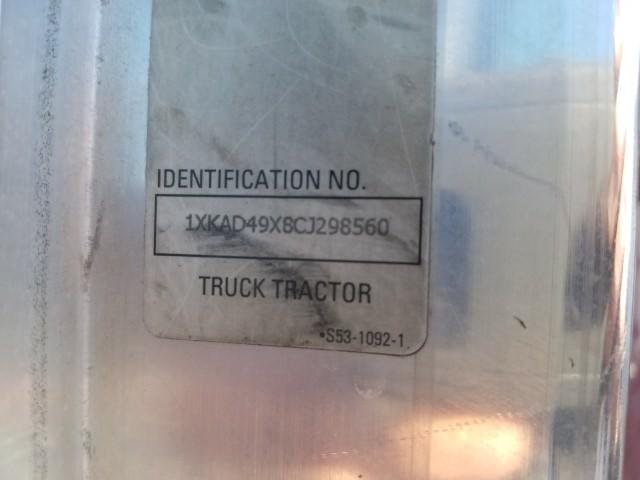 IDENTIFICATION NO.
1XKAD49X8CJ298560
TRUCK TRACTOR
•S53-1092-1